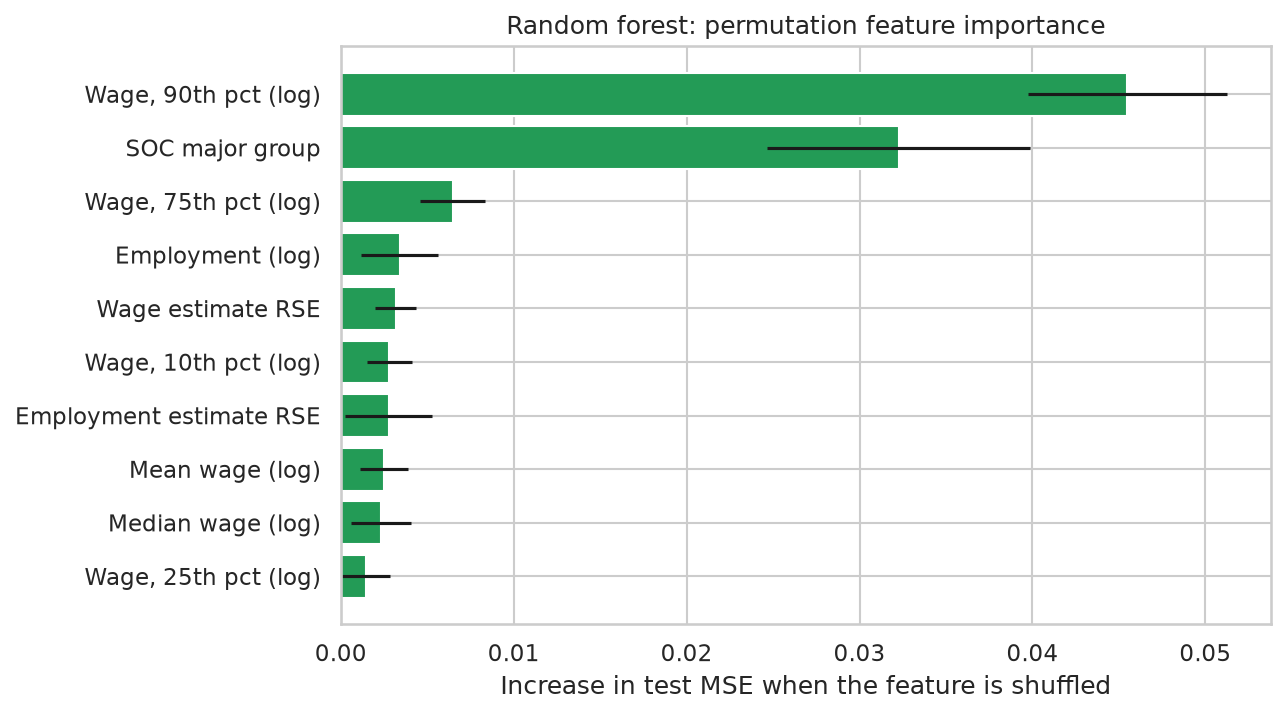 Random forest: permutation feature importance
Wage, 90th pct (log)
SOC major group
Wage, 75th pct (log)
Employment (log)
Wage estimate RSE
Wage, 10th pct (log)
Employment estimate RSE
Mean wage (log)
Median wage (log)
Wage, 25th pct (log)
0.00 0.01 0.02 0.03 0.04 0.05
Increase in test MSE when the feature is shuffled